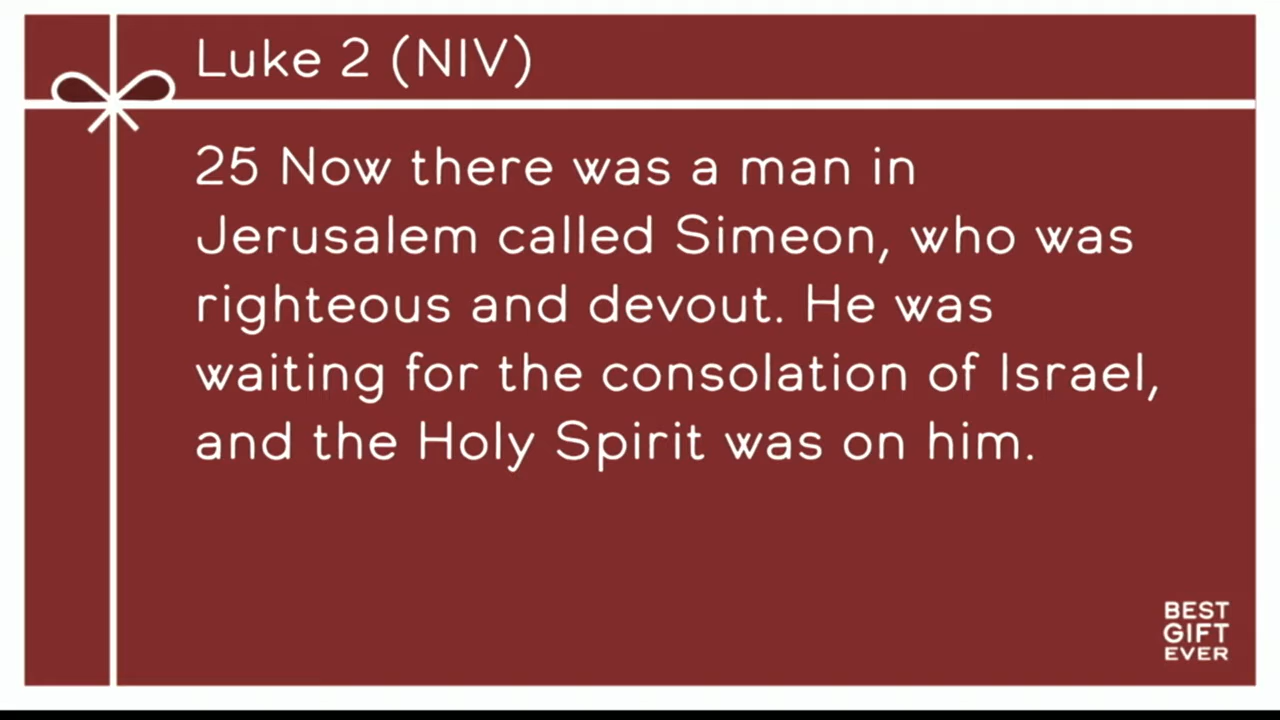 Luke 2 (NIV)
25 Now there was a man in
Jerusalem called Simeon, who was
righteous and devout. He was
waiting for the consolation of Israel,
and the Holy Spirit was on him.
BEST
GIFT
EVER